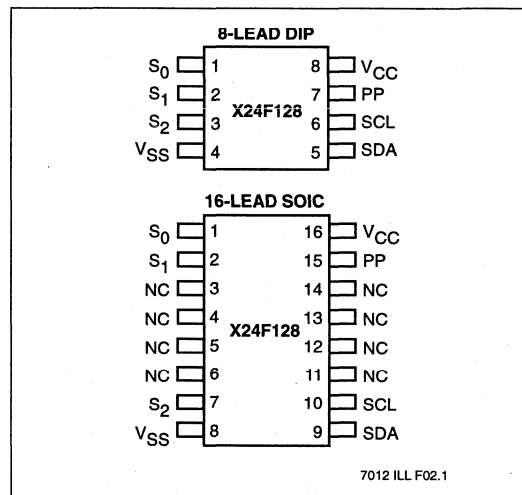 8-LEAD DIP
S0 1 8 VCC
S1 2 7 PP
X24F128
S2 3 6 SCL
VSS 4 5 SDA
16-LEAD SOIC
S0 1 16 VCC
S1 2 15 PP
NC 3 14 NC
NC 4 13 NC
X24F128
NC 5 12 NC
NC 6 11 NC
S2 7 10 SCL
VSS 8 9 SDA
7012 ILL F02.1